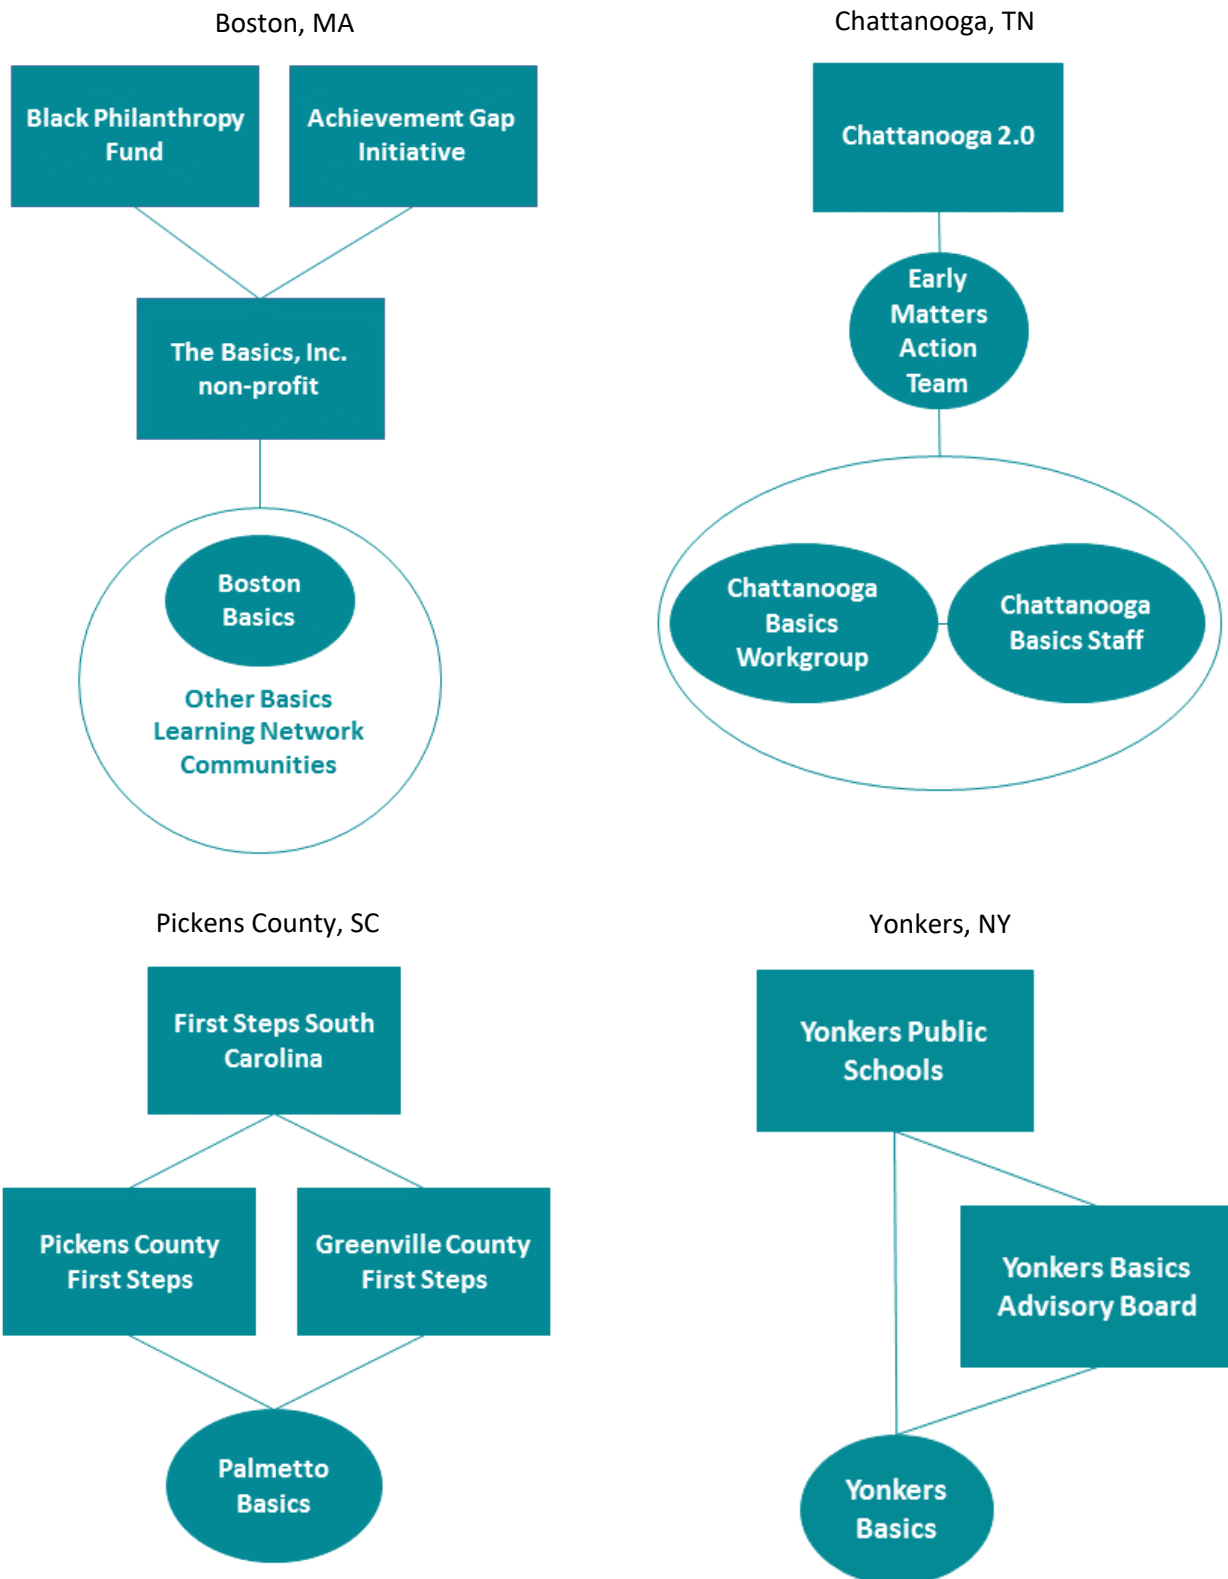 Boston, MA
Black Philanthropy
Fund
Achievement Gap
Initiative
The Basics, Inc.
non-profit
Boston
Basics
Other Basics
Learning Network
Communities
Chattanooga, TN
Chattanooga 2.0
Early
Matters
Action
Team
Chattanooga
Basics
Workgroup
Chattanooga
Basics Staff
Pickens County, SC
First Steps South
Carolina
Pickens County
First Steps
Greenville County
First Steps
Palmetto
Basics
Yonkers, NY
Yonkers Public
Schools
Yonkers Basics
Advisory Board
Yonkers
Basics